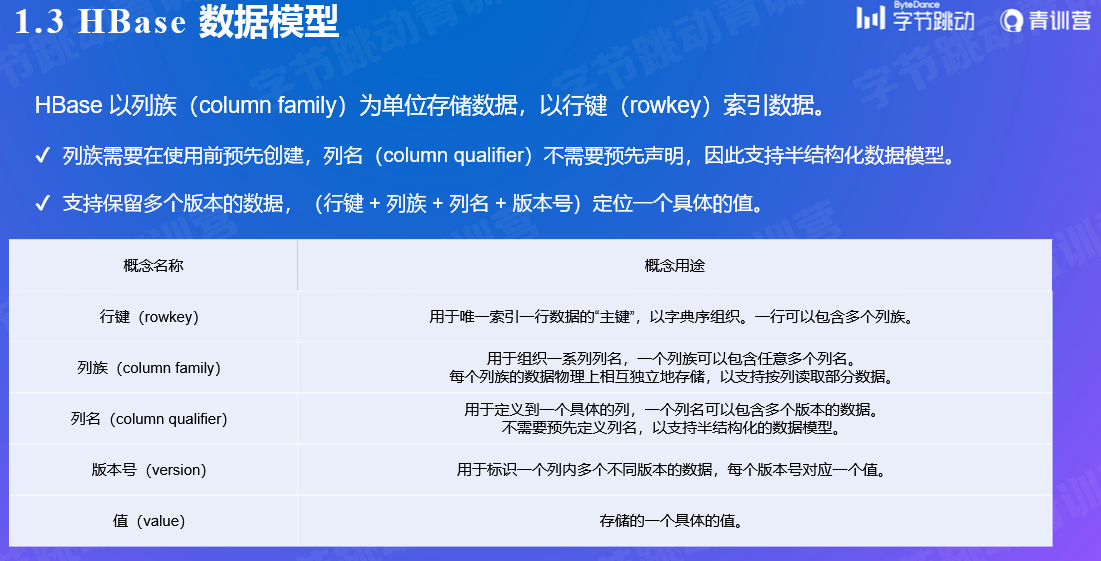 1.3 HBase 数据模型
ByteDance
字节跳动
青训营
HBase 以列族（column family）为单位存储数据，以行键（rowkey）索引数据。
✓ 列族需要在使用前预先创建，列名（column qualifier）不需要预先声明，因此支持半结构化数据模型。
✓ 支持保留多个版本的数据，（行键 + 列族 + 列名 + 版本号）定位一个具体的值。
概念名称 概念用途
行键（rowkey） 用于唯一索引一行数据的“主键”，以字典序组织。一行可以包含多个列族。
列族（column family） 用于组织一系列列名，一个列族可以包含任意多个列名。
每个列族的数据物理上相互独立地存储，以支持按列读取部分数据。
列名（column qualifier） 用于定义到一个具体的列，一个列名可以包含多个版本的数据。
不需要预先定义列名，以支持半结构化的数据模型。
版本号（version） 用于标识一个列内多个不同版本的数据，每个版本号对应一个值。
值（value） 存储的一个具体的值。